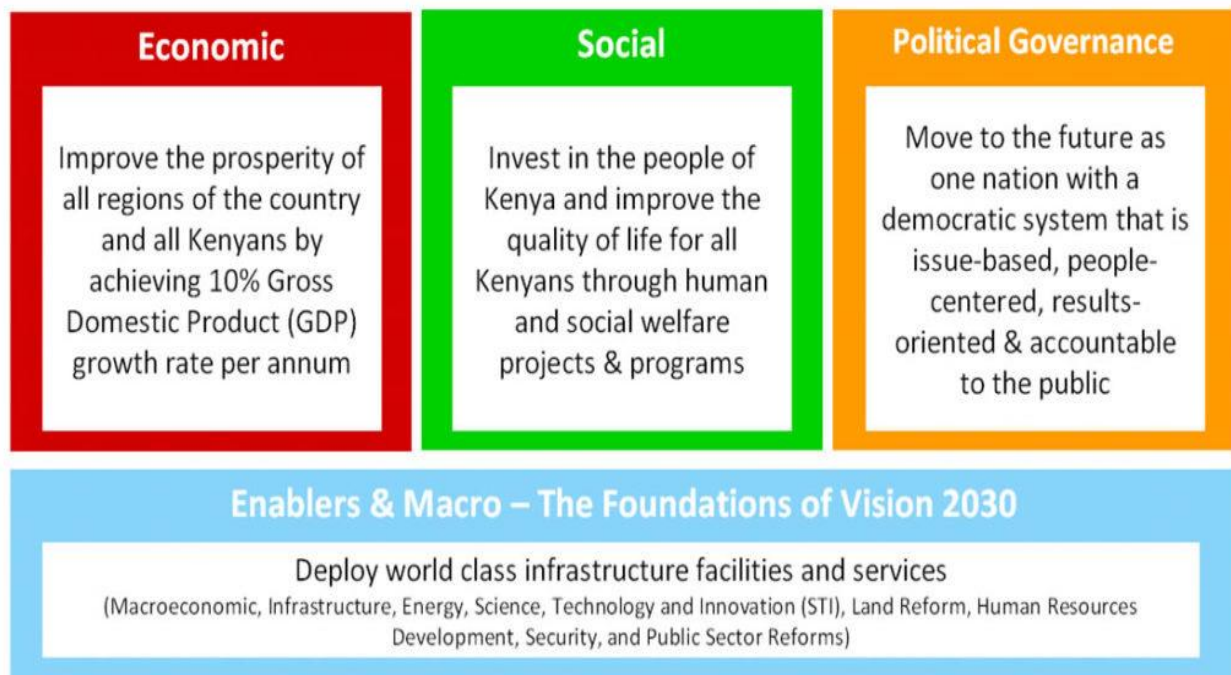 Economic
Improve the prosperity of
all regions of the country
and all Kenyans by
achieving 10% Gross
Domestic Product (GDP)
growth rate per annum
Social
Invest in the people of
Kenya and improve the
quality of life for all
Kenyans through human
and social welfare
projects & programs
Political Governance
Move to the future as
one nation with a
democratic system that is
issue-based, people-
centered, results-
oriented & accountable
to the public
Enablers & Macro – The Foundations of Vision 2030
Deploy world class infrastructure facilities and services
(Macroeconomic, Infrastructure, Energy, Science, Technology and Innovation (STI), Land Reform, Human Resources
Development, Security, and Public Sector Reforms)